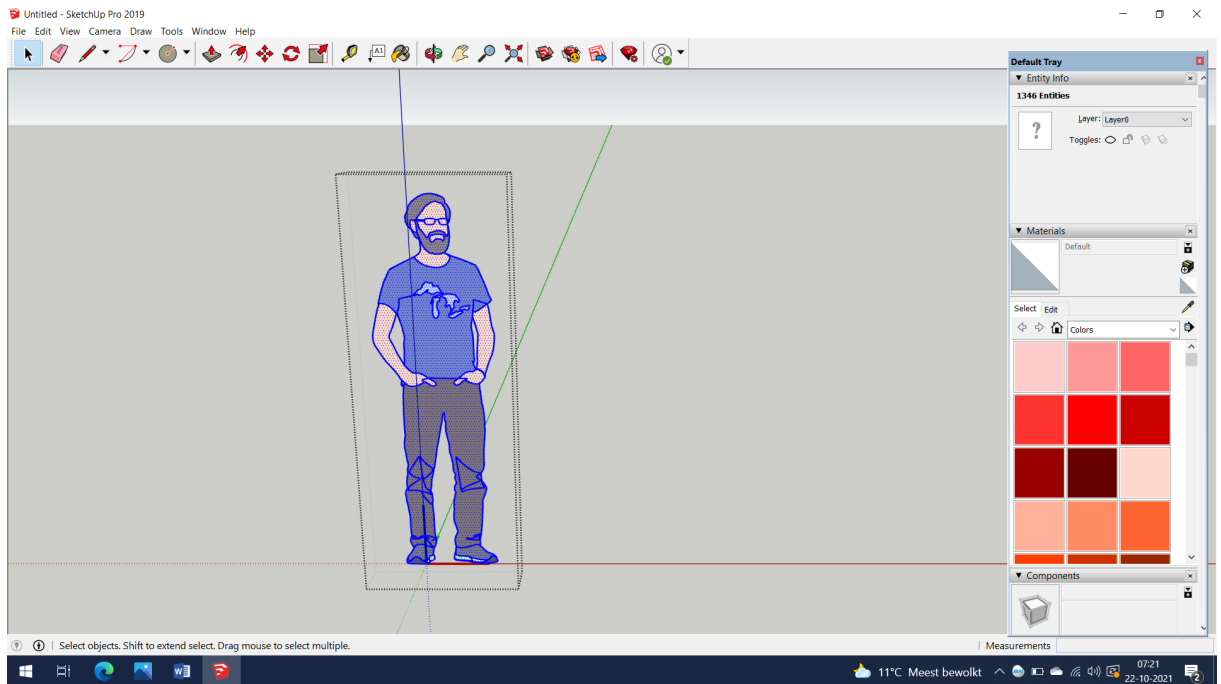 Untitled - SketchUp Pro 2019
File Edit View Camera Draw Tools Window Help
A1
Default Tray
Entity Info
1346 Entities
Layer: Layer0
Toggles:
Materials
Default
Select Edit
Colors
Components
Select objects. Shift to extend select. Drag mouse to select multiple.
Measurements
11°C Meest bewolkt
07:21
22-10-2021
2